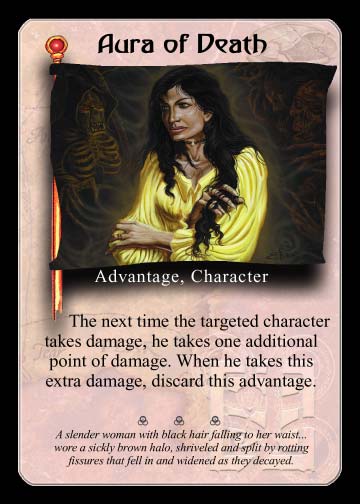 Aura of Death
Advantage, Character
The next time the targeted character
takes damage, he takes one additional
point of damage. When he takes this
extra damage, discard this advantage.
A slender woman with black hair falling to her waist...
wore a sickly brown halo, shriveled and split by rotting
fissures that fell in and widened as they decayed.